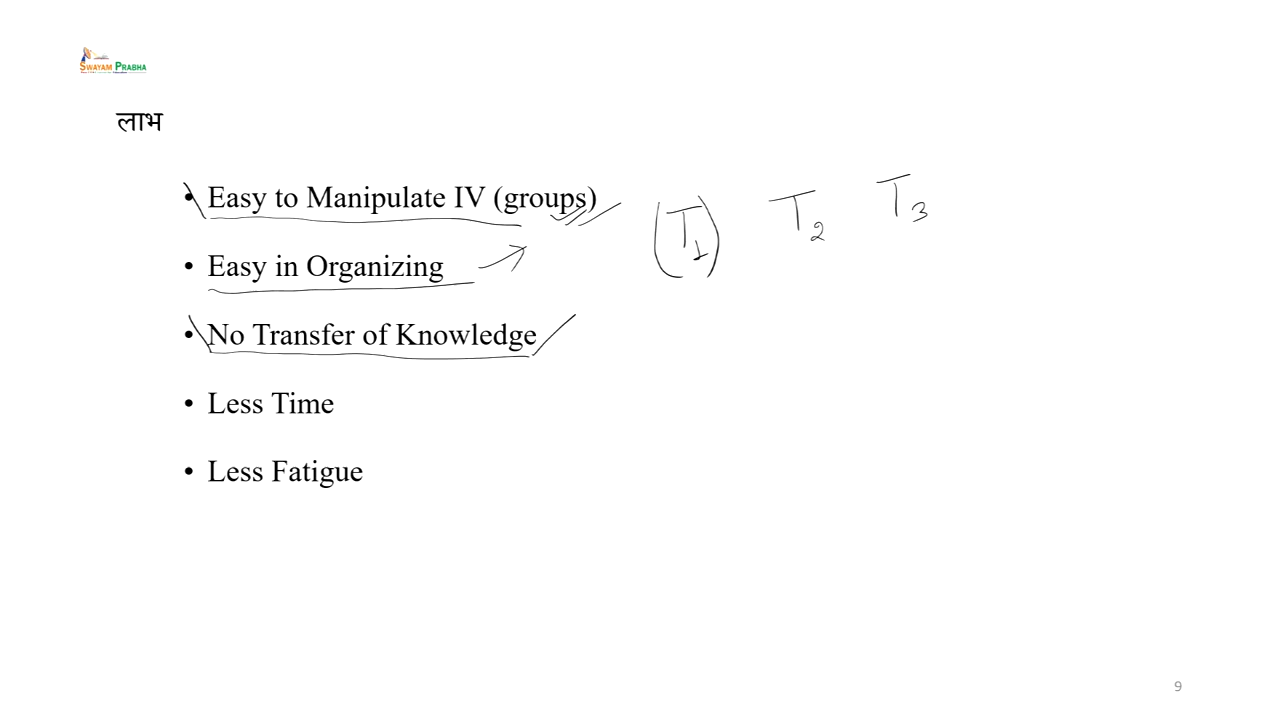 SWAYAM PRABHA
लाभ
• Easy to Manipulate IV (groups)
(T1) T2 T3
• Easy in Organizing
• No Transfer of Knowledge
• Less Time
• Less Fatigue
9